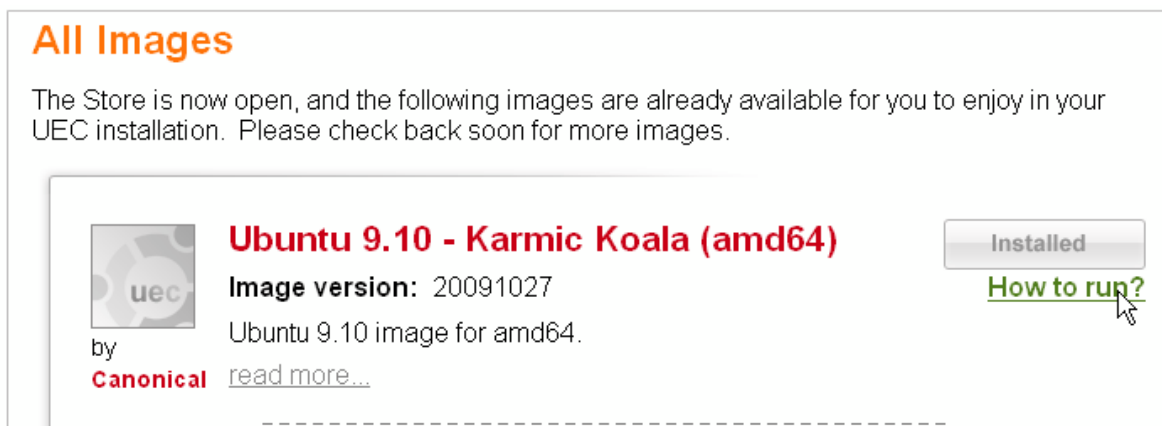 All Images
The Store is now open, and the following images are already available for you to enjoy in your
UEC installation.  Please check back soon for more images.
uec
by
Canonical
Ubuntu 9.10 - Karmic Koala (amd64)
Image version:  20091027
Ubuntu 9.10 image for amd64.
read more...
Installed
How to run?